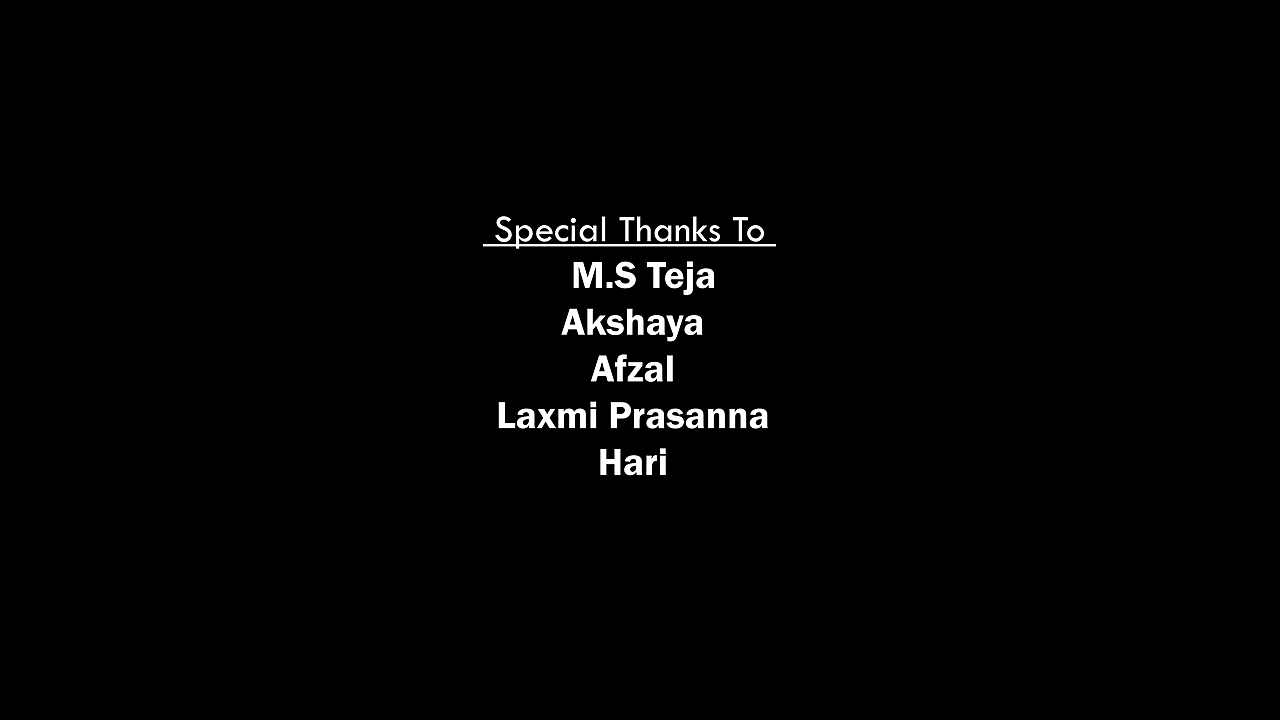 Special Thanks To
M.S Teja
Akshaya
Afzal
Laxmi Prasanna
Hari